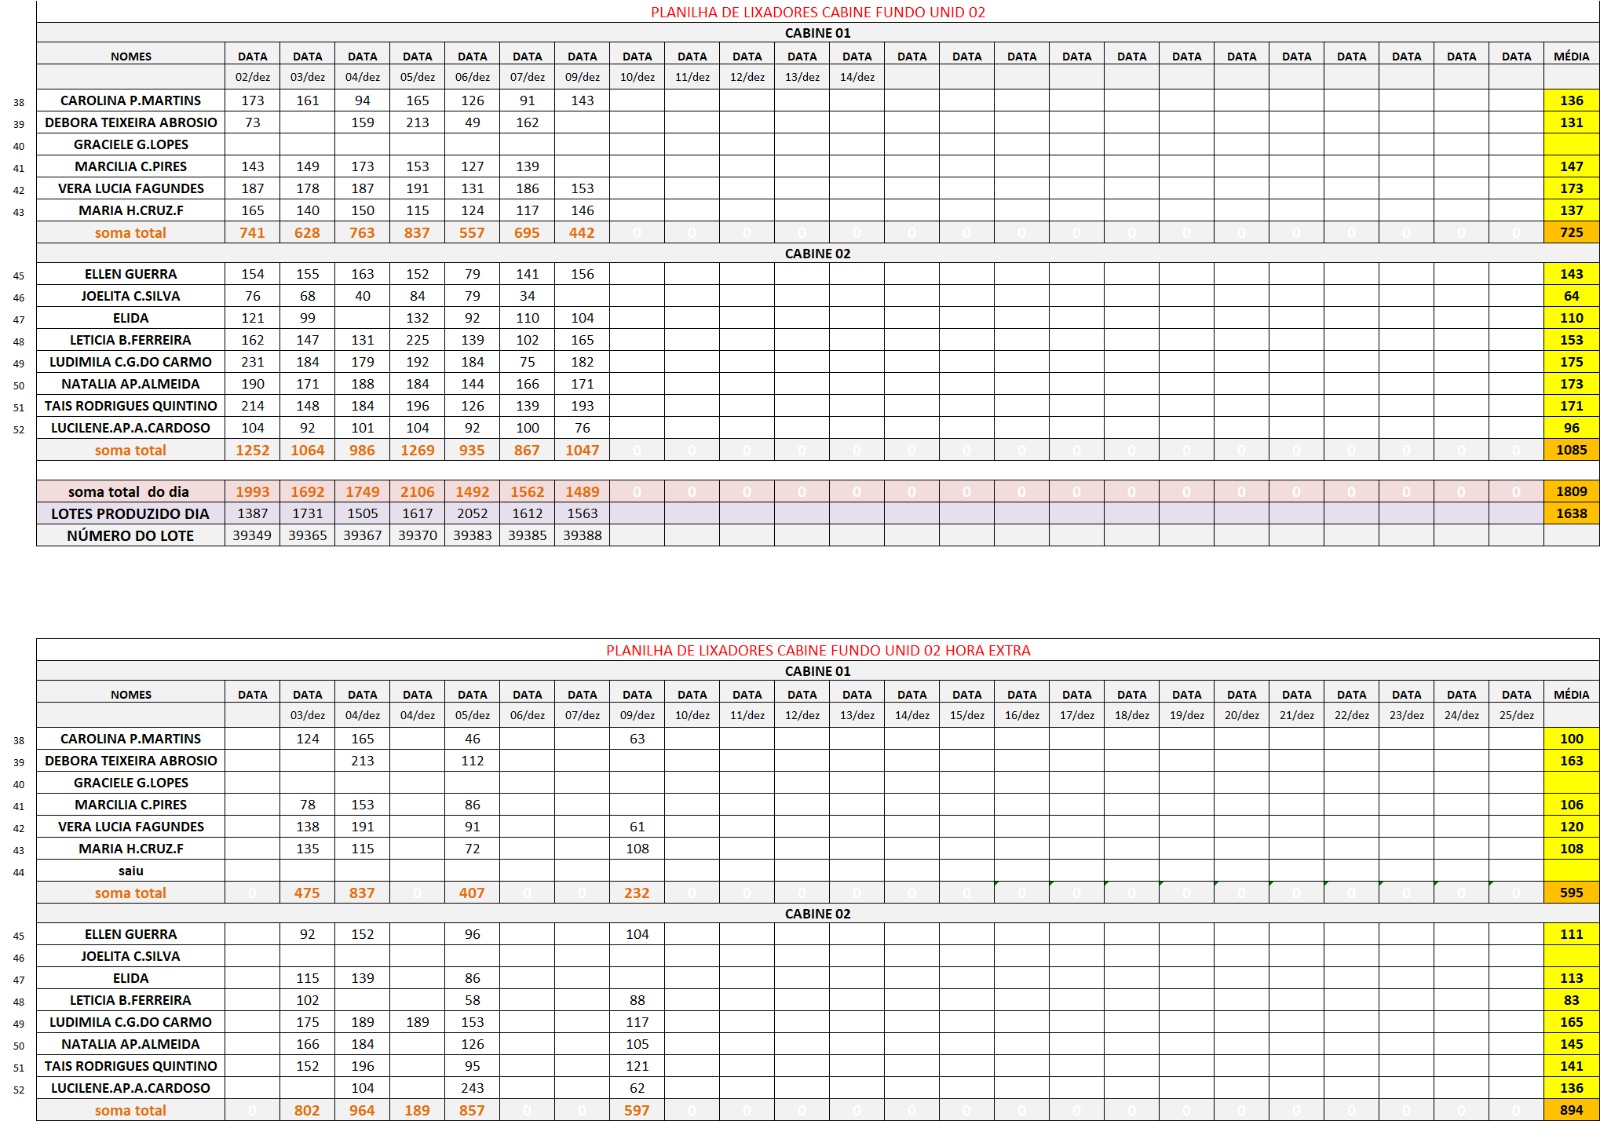 PLANILHA DE LIXADORES CABINE FUNDO UNID 02
CABINE 01
NOMES DATA DATA DATA DATA DATA DATA DATA DATA DATA DATA DATA DATA DATA DATA DATA DATA DATA DATA DATA DATA DATA DATA DATA DATA MÉDIA
02/dez 03/dez 04/dez 05/dez 06/dez 07/dez 09/dez 10/dez 11/dez 12/dez 13/dez 14/dez
38 CAROLINA P.MARTINS 173 161 94 165 126 91 143 136
39 DEBORA TEIXEIRA ABROSIO 73 159 213 49 162 131
40 GRACIELE G.LOPES
41 MARCILIA C.PIRES 143 149 173 153 127 139 147
42 VERA LUCIA FAGUNDES 187 178 187 191 131 186 153 173
43 MARIA H.CRUZ.F 165 140 150 115 124 117 146 137
soma total 741 628 763 837 557 695 442 0 0 0 0 0 0 0 0 0 0 0 0 0 0 0 0 0 725
CABINE 02
45 ELLEN GUERRA 154 155 163 152 79 141 156 143
46 JOELITA C.SILVA 76 68 40 84 79 34 64
47 ELIDA 121 99 132 92 110 104 110
48 LETICIA B.FERREIRA 162 147 131 225 139 102 165 153
49 LUDIMILA C.G.DO CARMO 231 184 179 192 184 75 182 175
50 NATALIA AP.ALMEIDA 190 171 188 184 144 166 171 173
51 TAIS RODRIGUES QUINTINO 214 148 184 196 126 139 193 171
52 LUCILENE.AP.A.CARDOSO 104 92 101 104 92 100 76 96
soma total 1252 1064 986 1269 935 867 1047 0 0 0 0 0 0 0 0 0 0 0 0 0 0 0 0 0 1085
soma total do dia 1993 1692 1749 2106 1492 1562 1489 0 0 0 0 0 0 0 0 0 0 0 0 0 0 0 0 0 1809
LOTES PRODUZIDO DIA 1387 1731 1505 1617 2052 1612 1563 1638
NÚMERO DO LOTE 39349 39365 39367 39370 39383 39385 39388
PLANILHA DE LIXADORES CABINE FUNDO UNID 02 HORA EXTRA
CABINE 01
NOMES DATA DATA DATA DATA DATA DATA DATA DATA DATA DATA DATA DATA DATA DATA DATA DATA DATA DATA DATA DATA DATA DATA DATA DATA MÉDIA
03/dez 04/dez 04/dez 05/dez 06/dez 07/dez 09/dez 10/dez 11/dez 12/dez 13/dez 14/dez 15/dez 16/dez 17/dez 18/dez 19/dez 20/dez 21/dez 22/dez 23/dez 24/dez 25/dez
38 CAROLINA P.MARTINS 124 165 46 63 100
39 DEBORA TEIXEIRA ABROSIO 213 112 163
40 GRACIELE G.LOPES
41 MARCILIA C.PIRES 78 153 86 106
42 VERA LUCIA FAGUNDES 138 191 91 61 120
43 MARIA H.CRUZ.F 135 115 72 108 108
44 saiu
soma total 0 475 837 0 407 0 0 232 0 0 0 0 0 0 0 0 0 0 0 0 0 0 0 0 595
CABINE 02
45 ELLEN GUERRA 92 152 96 104 111
46 JOELITA C.SILVA
47 ELIDA 115 139 86 113
48 LETICIA B.FERREIRA 102 58 88 83
49 LUDIMILA C.G.DO CARMO 175 189 189 153 117 165
50 NATALIA AP.ALMEIDA 166 184 126 105 145
51 TAIS RODRIGUES QUINTINO 152 196 95 121 141
52 LUCILENE.AP.A.CARDOSO 104 243 62 136
soma total 0 802 964 189 857 0 0 597 0 0 0 0 0 0 0 0 0 0 0 0 0 0 0 0 894